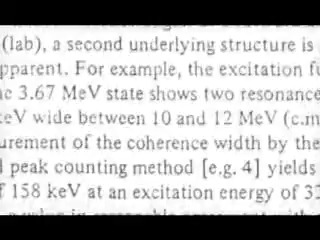 (lab), a second underlying structure is
pparent. For example, the excitation fu
3.67 MeV state shows two resonance
eV wide between 10 and 12 MeV (c.m
urement of the coherence width by the
peak counting method [e.g. 4] yields
158 keV at an excitation energy of 32